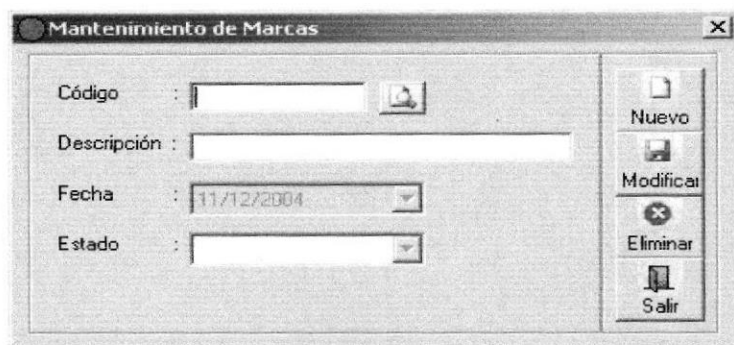 Mantenimiento de Marcas
Código :
Nuevo
Descripción :
Modificar
Fecha : 11/12/2004
Eliminar
Estado :
Salir